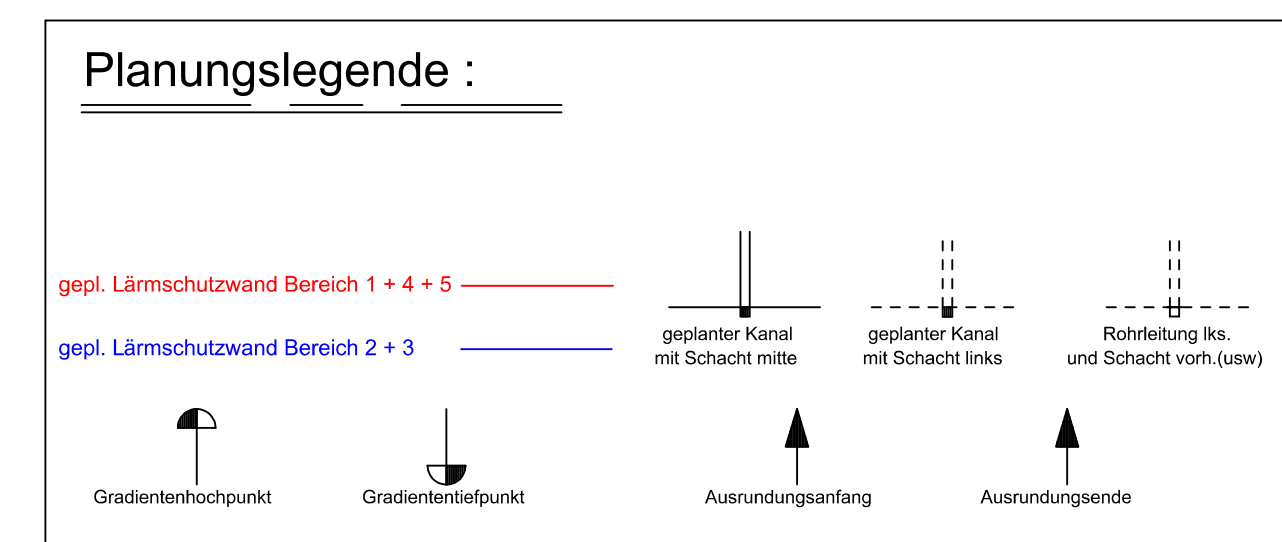 Planungslegende :
gepl. Lärmschutzwand Bereich 1 + 4 + 5
gepl. Lärmschutzwand Bereich 2 + 3
geplanter Kanal
mit Schacht mitte
geplanter Kanal
mit Schacht links
Rohrleitung lks.
und Schacht vorh.(usw)
Gradientenhochpunkt
Gradiententiefpunkt
Ausrundungsanfang
Ausrundungsende